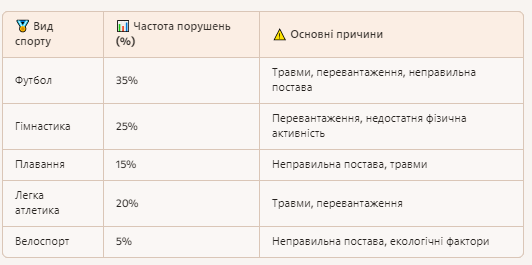 🏅 Вид спорту
📊 Частота порушень (%)
⚠️ Основні причини
Футбол
35%
Травми, перевантаження, неправильна
постава
Гімнастика
25%
Перевантаження, недостатня фізична
активність
Плавання
15%
Неправильна постава, травми
Легка
атлетика
20%
Травми, перевантаження
Велоспорт
5%
Неправильна постава, екологічні фактори